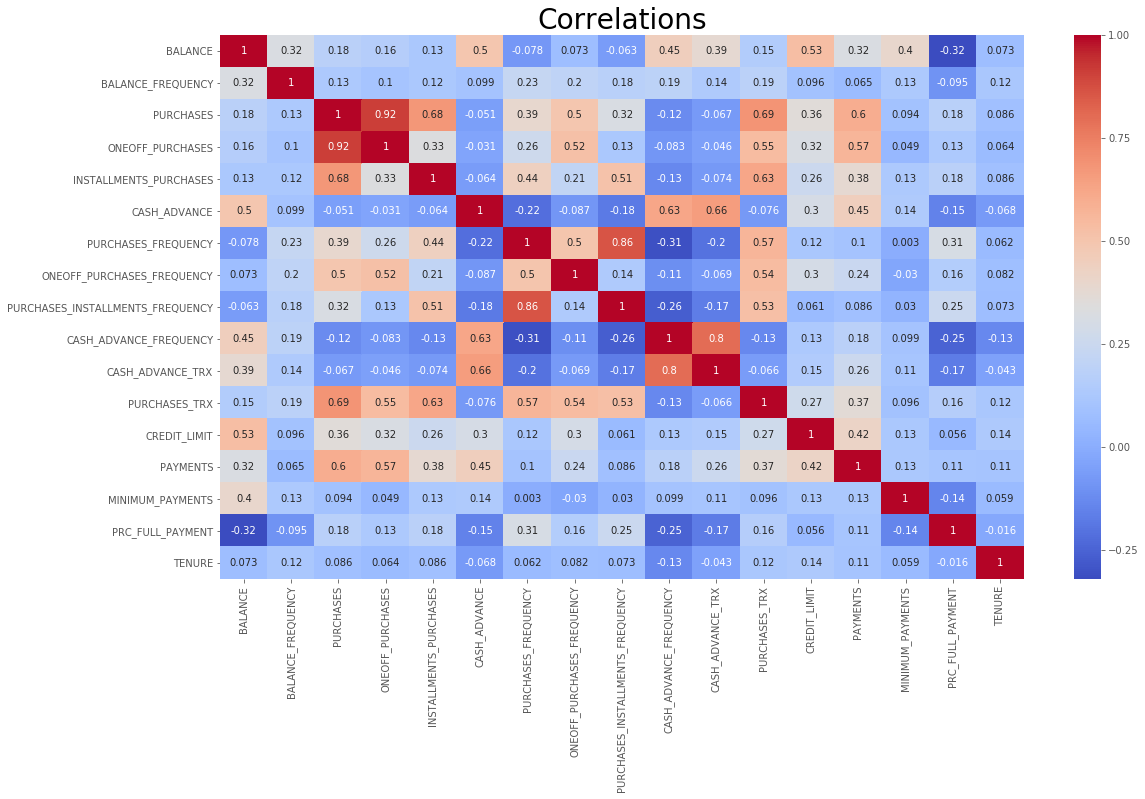 Correlations
BALANCE 1 0.32 0.18 0.16 0.13 0.5 -0.078 0.073 -0.063 0.45 0.39 0.15 0.53 0.32 0.4 -0.32 0.073
BALANCE_FREQUENCY 0.32 1 0.13 0.1 0.12 0.099 0.23 0.2 0.18 0.19 0.14 0.19 0.096 0.065 0.13 -0.095 0.12
PURCHASES 0.18 0.13 1 0.92 0.68 -0.051 0.39 0.5 0.32 -0.12 -0.067 0.69 0.36 0.6 0.094 0.18 0.086
ONEOFF_PURCHASES 0.16 0.1 0.92 1 0.33 -0.031 0.26 0.52 0.13 -0.083 -0.046 0.55 0.32 0.57 0.049 0.13 0.064
INSTALLMENTS_PURCHASES 0.13 0.12 0.68 0.33 1 -0.064 0.44 0.21 0.51 -0.13 -0.074 0.63 0.26 0.38 0.13 0.18 0.086
CASH_ADVANCE 0.5 0.099 -0.051 -0.031 -0.064 1 -0.22 -0.087 -0.18 0.63 0.66 -0.076 0.3 0.45 0.14 -0.15 -0.068
PURCHASES_FREQUENCY -0.078 0.23 0.39 0.26 0.44 -0.22 1 0.5 0.86 -0.31 -0.2 0.57 0.12 0.1 0.003 0.31 0.062
ONEOFF_PURCHASES_FREQUENCY 0.073 0.2 0.5 0.52 0.21 -0.087 0.5 1 0.14 -0.11 -0.069 0.54 0.3 0.24 -0.03 0.16 0.082
PURCHASES_INSTALLMENTS_FREQUENCY -0.063 0.18 0.32 0.13 0.51 -0.18 0.86 0.14 1 -0.26 -0.17 0.53 0.061 0.086 0.03 0.25 0.073
CASH_ADVANCE_FREQUENCY 0.45 0.19 -0.12 -0.083 -0.13 0.63 -0.31 -0.11 -0.26 1 0.8 -0.13 0.13 0.18 0.099 -0.25 -0.13
CASH_ADVANCE_TRX 0.39 0.14 -0.067 -0.046 -0.074 0.66 -0.2 -0.069 -0.17 0.8 1 -0.066 0.15 0.26 0.11 -0.17 -0.043
PURCHASES_TRX 0.15 0.19 0.69 0.55 0.63 -0.076 0.57 0.54 0.53 -0.13 -0.066 1 0.27 0.37 0.096 0.16 0.12
CREDIT_LIMIT 0.53 0.096 0.36 0.32 0.26 0.3 0.12 0.3 0.061 0.13 0.15 0.27 1 0.42 0.13 0.056 0.14
PAYMENTS 0.32 0.065 0.6 0.57 0.38 0.45 0.1 0.24 0.086 0.18 0.26 0.37 0.42 1 0.13 0.11 0.11
MINIMUM_PAYMENTS 0.4 0.13 0.094 0.049 0.13 0.14 0.003 -0.03 0.03 0.099 0.11 0.096 0.13 0.13 1 -0.14 0.059
PRC_FULL_PAYMENT -0.32 -0.095 0.18 0.13 0.18 -0.15 0.31 0.16 0.25 -0.25 -0.17 0.16 0.056 0.11 -0.14 1 -0.016
TENURE 0.073 0.12 0.086 0.064 0.086 -0.068 0.062 0.082 0.073 -0.13 -0.043 0.12 0.14 0.11 0.059 -0.016 1
BALANCE
BALANCE_FREQUENCY
PURCHASES
ONEOFF_PURCHASES
INSTALLMENTS_PURCHASES
CASH_ADVANCE
PURCHASES_FREQUENCY
ONEOFF_PURCHASES_FREQUENCY
PURCHASES_INSTALLMENTS_FREQUENCY
CASH_ADVANCE_FREQUENCY
CASH_ADVANCE_TRX
PURCHASES_TRX
CREDIT_LIMIT
PAYMENTS
MINIMUM_PAYMENTS
PRC_FULL_PAYMENT
TENURE
1.00
0.75
0.50
0.25
0.00
−0.25